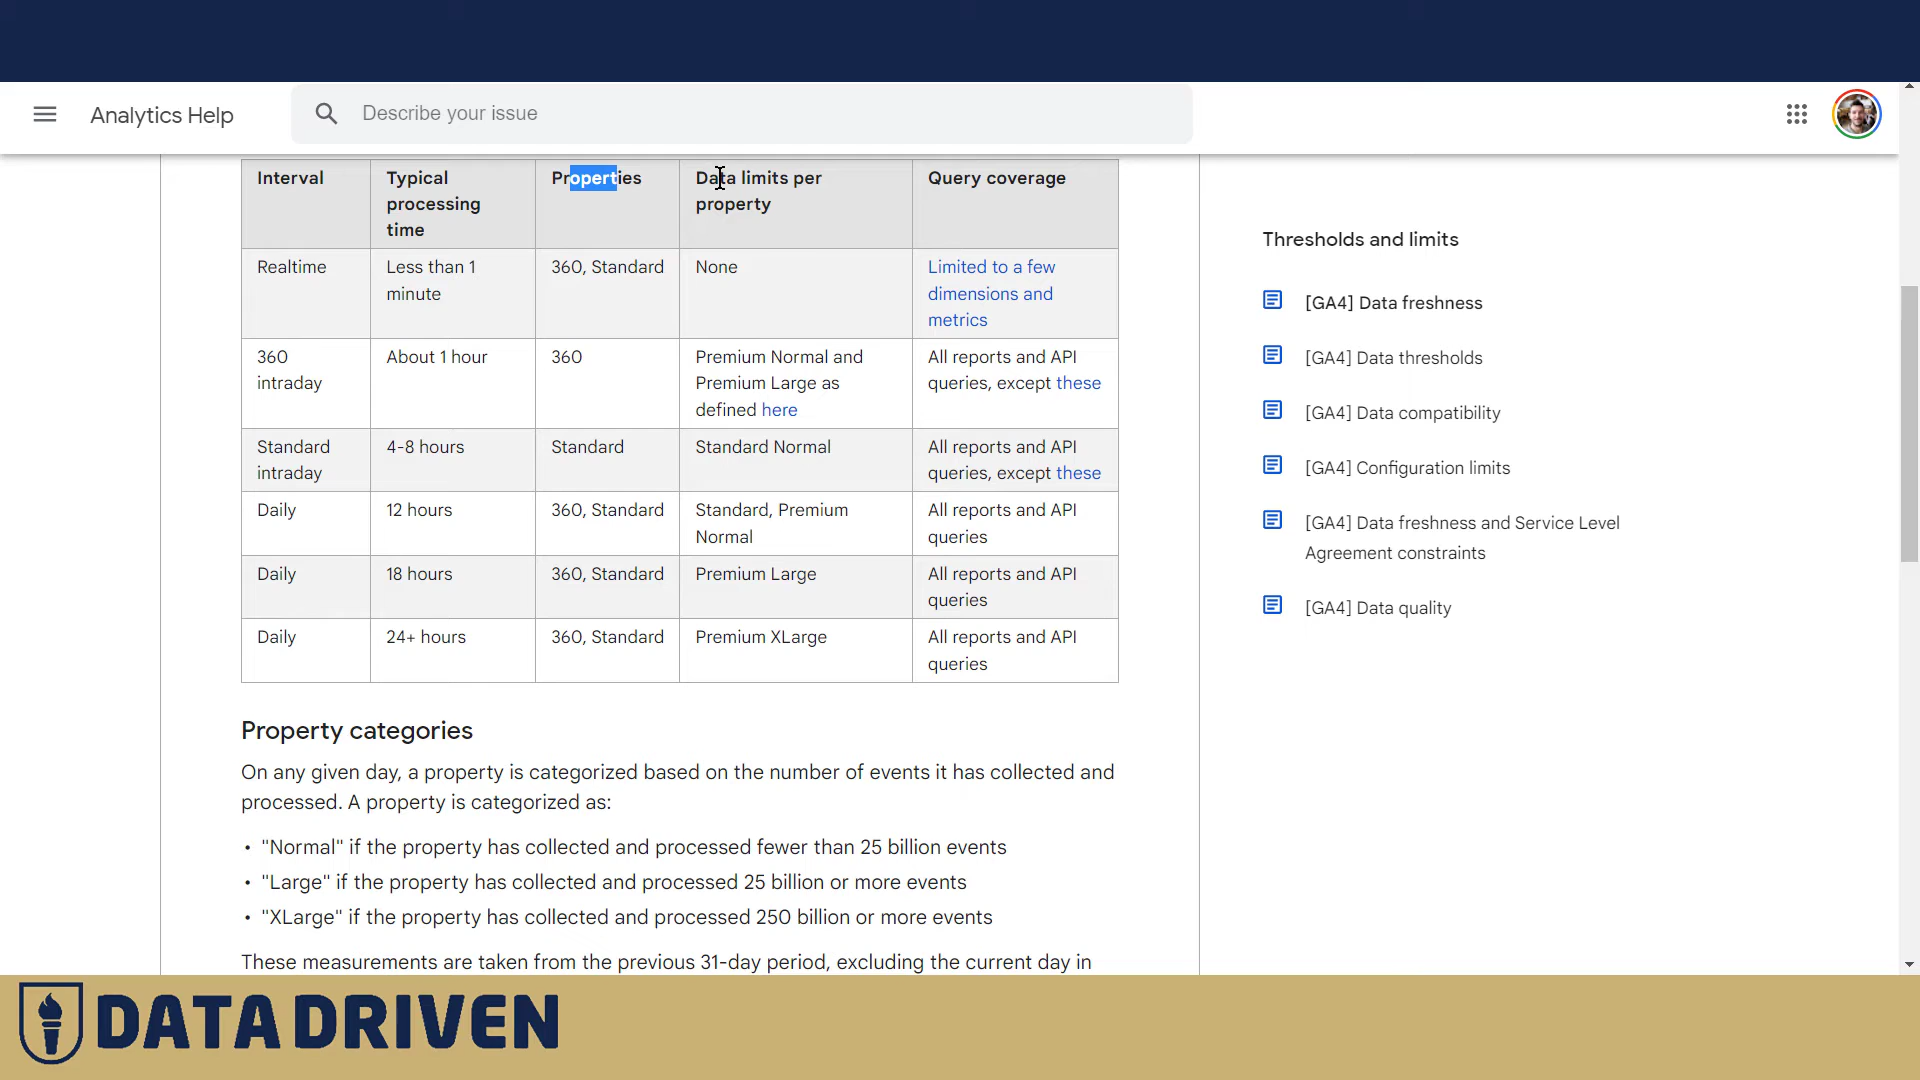 Analytics Help
Describe your issue
Interval
Typical
processing
time
Properties
Data limits per
property
Query coverage
Realtime
Less than 1
minute
360, Standard
None
Limited to a few
dimensions and
metrics
360
intraday
About 1 hour
360
Premium Normal and
Premium Large as
defined here
All reports and API
queries, except these
Standard
intraday
4-8 hours
Standard
Standard Normal
All reports and API
queries, except these
Daily
12 hours
360, Standard
Standard, Premium
Normal
All reports and API
queries
Daily
18 hours
360, Standard
Premium Large
All reports and API
queries
Daily
24+ hours
360, Standard
Premium XLarge
All reports and API
queries
Property categories
On any given day, a property is categorized based on the number of events it has collected and
processed. A property is categorized as:
• "Normal" if the property has collected and processed fewer than 25 billion events
• "Large" if the property has collected and processed 25 billion or more events
• "XLarge" if the property has collected and processed 250 billion or more events
These measurements are taken from the previous 31-day period, excluding the current day in
Thresholds and limits
[GA4] Data freshness
[GA4] Data thresholds
[GA4] Data compatibility
[GA4] Configuration limits
[GA4] Data freshness and Service Level
Agreement constraints
[GA4] Data quality
DATA DRIVEN